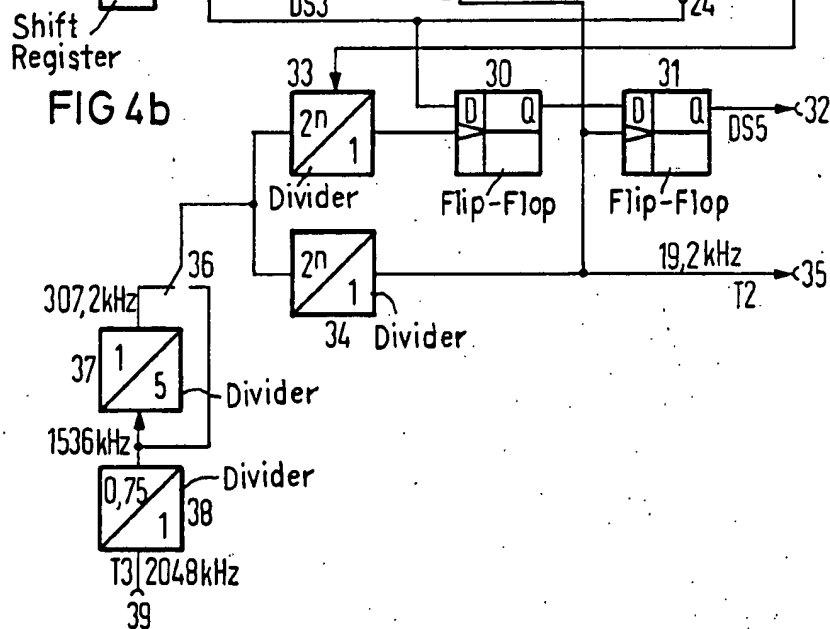 DS3
24
Shift
Register
FIG 4b
33
30
31
2n
1
D Q
D Q
32
DS5
Divider
Flip-Flop
Flip-Flop
36
2n
1
19,2kHz
35
T2
307,2kHz
34 Divider
37
1
5
Divider
1536kHz
Divider
0,75
1
38
T3 2048kHz
39